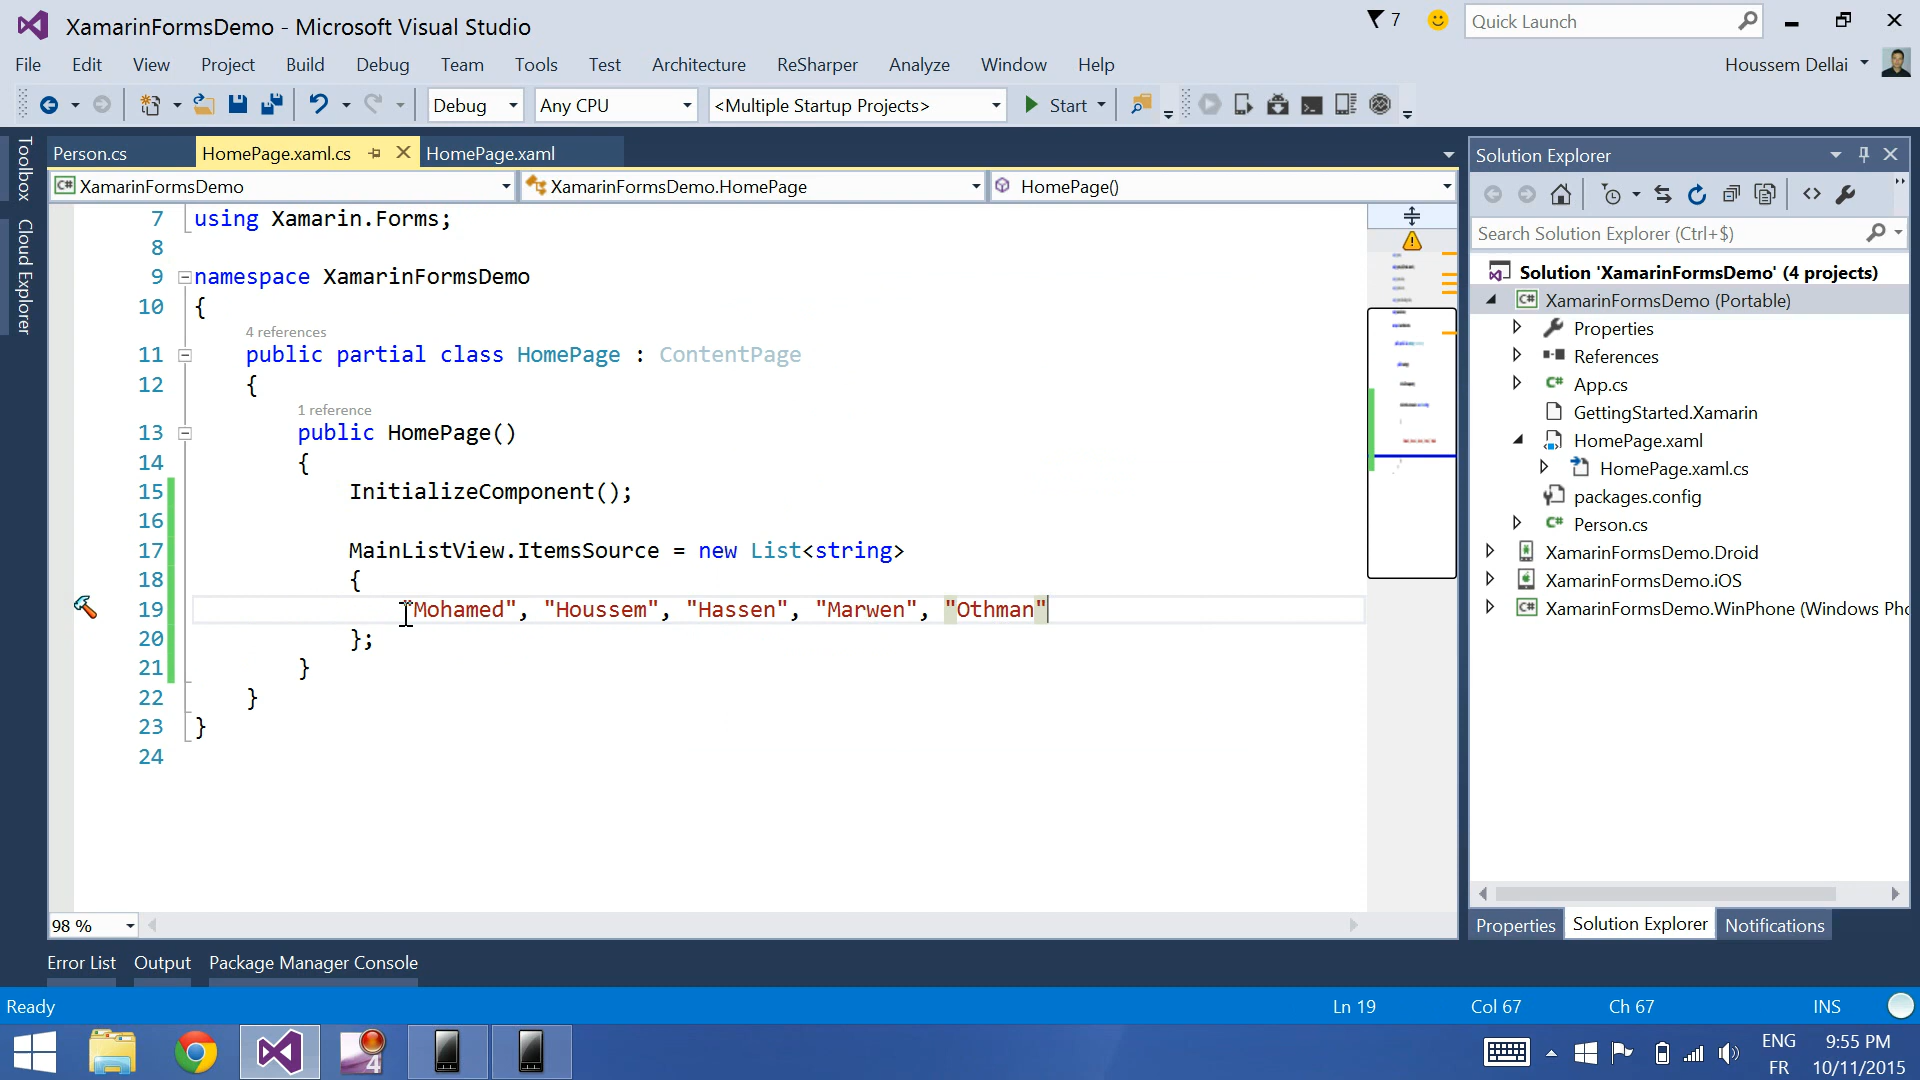 XamarinFormsDemo - Microsoft Visual Studio
7
Quick Launch
File Edit View Project Build Debug Team Tools Test Architecture ReSharper Analyze Window Help
Houssem Dellai
Debug Any CPU <Multiple Startup Projects> Start
Toolbox
Cloud Explorer
Person.cs HomePage.xaml.cs HomePage.xaml
XamarinFormsDemo XamarinFormsDemo.HomePage HomePage()
7 using Xamarin.Forms;
8
9 namespace XamarinFormsDemo
10 {
4 references
11 public partial class HomePage : ContentPage
12 {
1 reference
13 public HomePage()
14 {
15 InitializeComponent();
16
17 MainListView.ItemsSource = new List<string>
18 {
19 "Mohamed", "Houssem", "Hassen", "Marwen", "Othman"
20 };
21 }
22 }
23 }
24
98 %
Solution Explorer
Search Solution Explorer (Ctrl+$)
Solution 'XamarinFormsDemo' (4 projects)
XamarinFormsDemo (Portable)
Properties
References
App.cs
GettingStarted.Xamarin
HomePage.xaml
HomePage.xaml.cs
packages.config
Person.cs
XamarinFormsDemo.Droid
XamarinFormsDemo.iOS
XamarinFormsDemo.WinPhone (Windows Pho
Properties Solution Explorer Notifications
Error List Output Package Manager Console
Ready Ln 19 Col 67 Ch 67 INS
4
ENG 9:55 PM
FR 10/11/2015